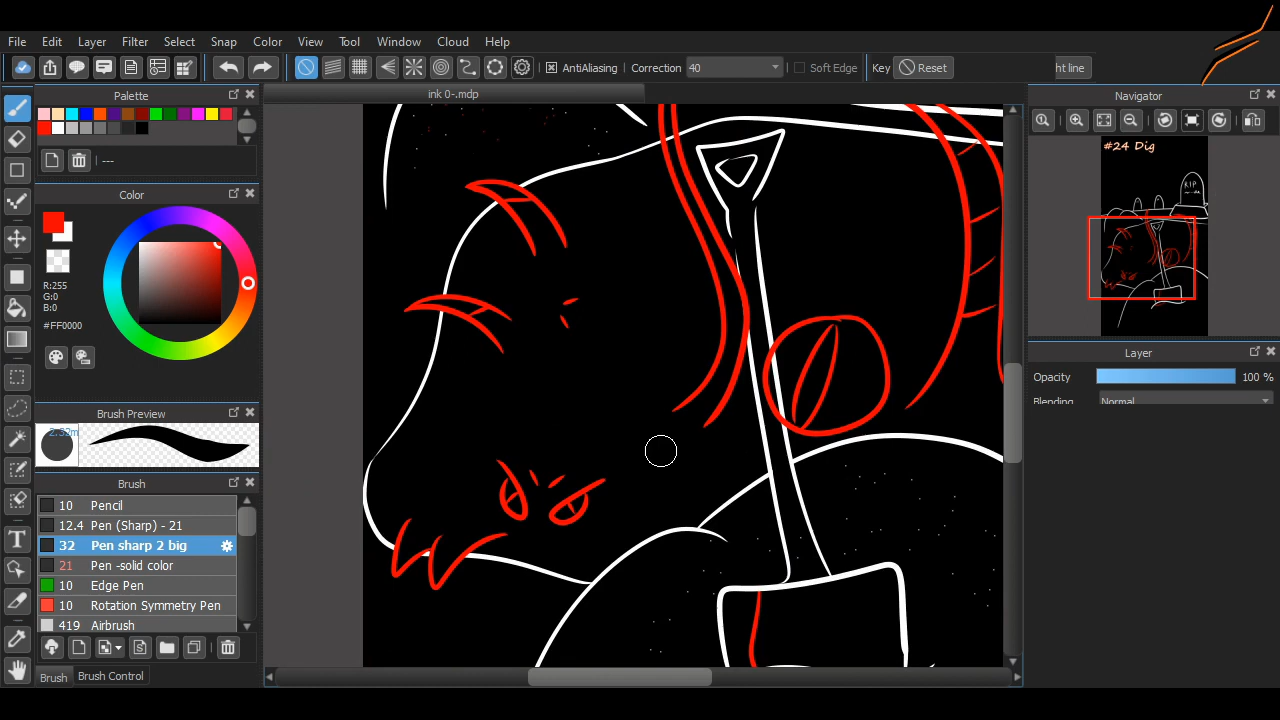 File Edit Layer Filter Select Snap Color View Tool Window Cloud Help
AntiAliasing Correction 40 Soft Edge Key Reset ht line
Palette
ink 0-.mdp
Navigator
---
#24 Dig
RIP
Color
R:255
G:0
B:0
#FF0000
Layer
Opacity 100 %
Blending Normal
Brush Preview
Brush
10 Pencil
12.4 Pen (Sharp) - 21
32 Pen sharp 2 big
21 Pen -solid color
10 Edge Pen
10 Rotation Symmetry Pen
419 Airbrush
T
Brush Brush Control